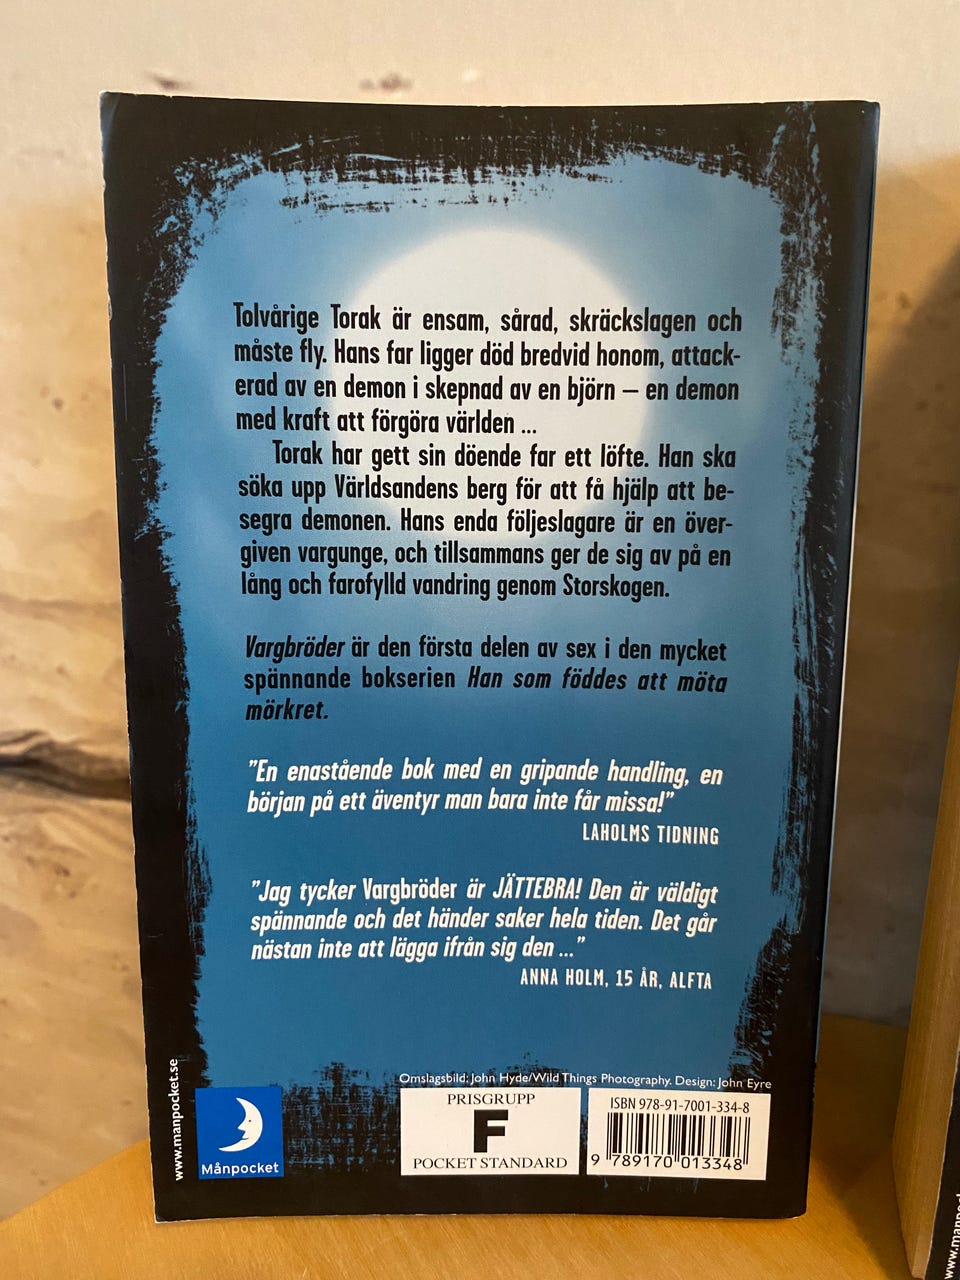 Tolvårige Torak är ensam, sårad, skräckslagen och
måste fly. Hans far ligger död bredvid honom, attack-
erad av en demon i skepnad av en björn – en demon
med kraft att förgöra världen ...
Torak har gett sin döende far ett löfte. Han ska
söka upp Världsandens berg för att få hjälp att be-
segra demonen. Hans enda följeslagare är en över-
given vargunge, och tillsammans ger de sig av på en
lång och farofylld vandring genom Storskogen.
Vargbröder är den första delen av sex i den mycket
spännande bokserien Han som föddes att möta
mörkret.
"En enastående bok med en gripande handling, en
början på ett äventyr man bara inte får missa!"
LAHOLMS TIDNING
"Jag tycker Vargbröder är JÄTTEBRA! Den är väldigt
spännande och det händer saker hela tiden. Det går
nästan inte att lägga ifrån sig den ..."
ANNA HOLM, 15 ÅR, ALFTA
Omslagsbild: John Hyde/Wild Things Photography. Design: John Eyre
www.manpocket.se
Månpocket
PRISGRUPP
F
POCKET STANDARD
ISBN 978-91-7001-334-8
9 789170 013348